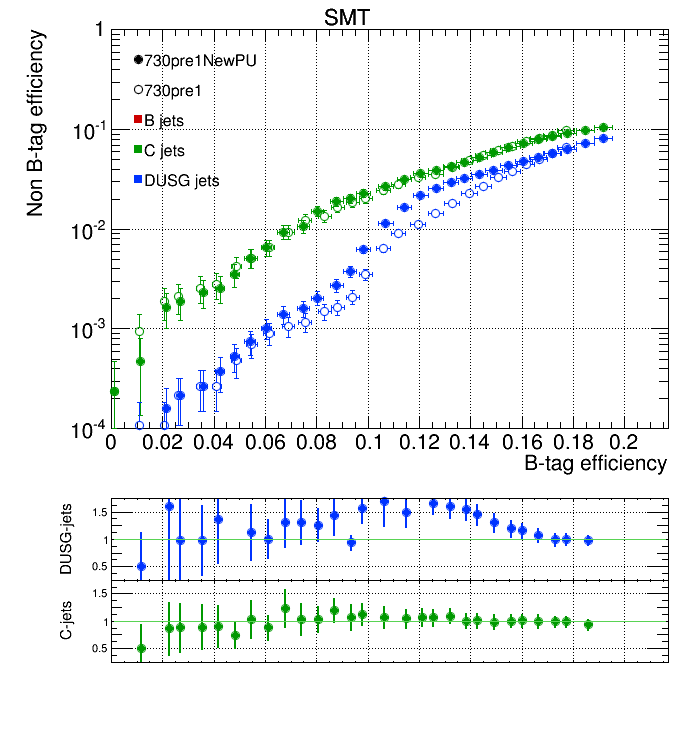 SMT
1
730pre1NewPU
730pre1
B jets
C jets
DUSG jets
Non B-tag efficiency
10^-1
10^-2
10^-3
10^-4
0 0.02 0.04 0.06 0.08 0.1 0.12 0.14 0.16 0.18 0.2
B-tag efficiency
DUSG-jets
1.5
1
0.5
C-jets
1.5
1
0.5